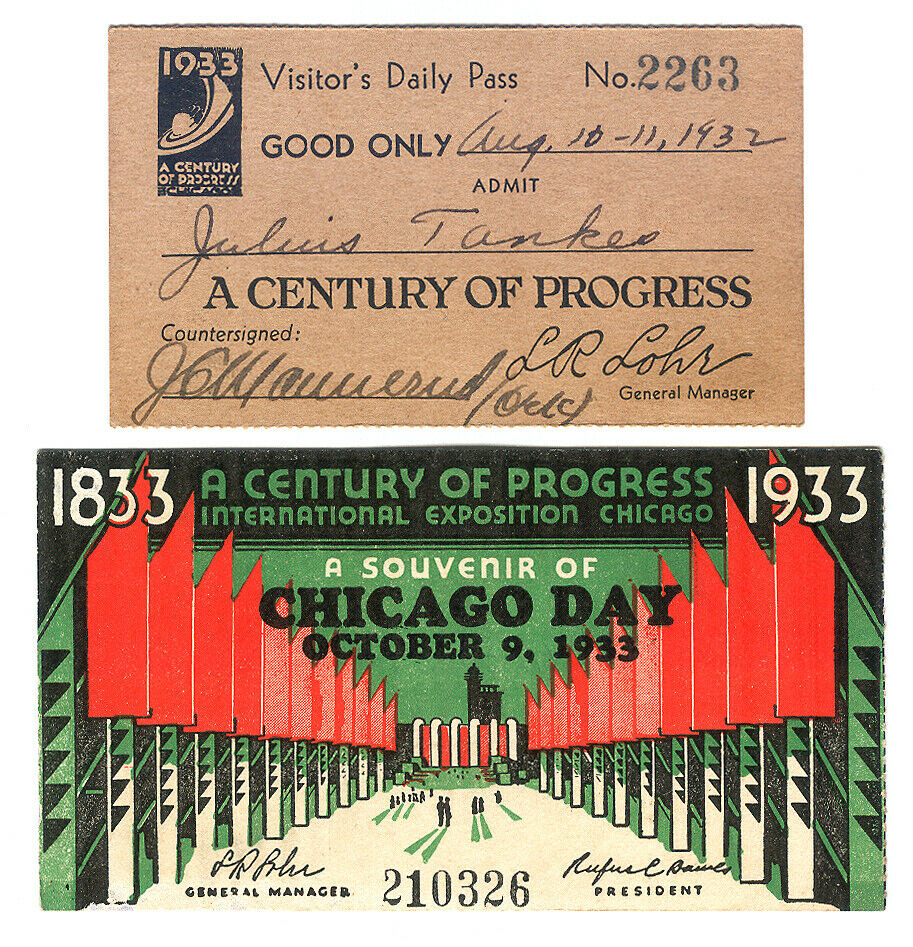 1933
A CENTURY
OF PROGRESS
CHICAGO
Visitor's Daily Pass No. 2263
GOOD ONLY Aug. 10-11, 1932
ADMIT
Julius Tankeo
A CENTURY OF PROGRESS
Countersigned:
L R Lohr
General Manager
1833 A CENTURY OF PROGRESS 1933
INTERNATIONAL EXPOSITION CHICAGO
A SOUVENIR OF
CHICAGO DAY
OCTOBER 9, 1933
L R Lohr
GENERAL MANAGER
210326
Rufus C Dawes
PRESIDENT